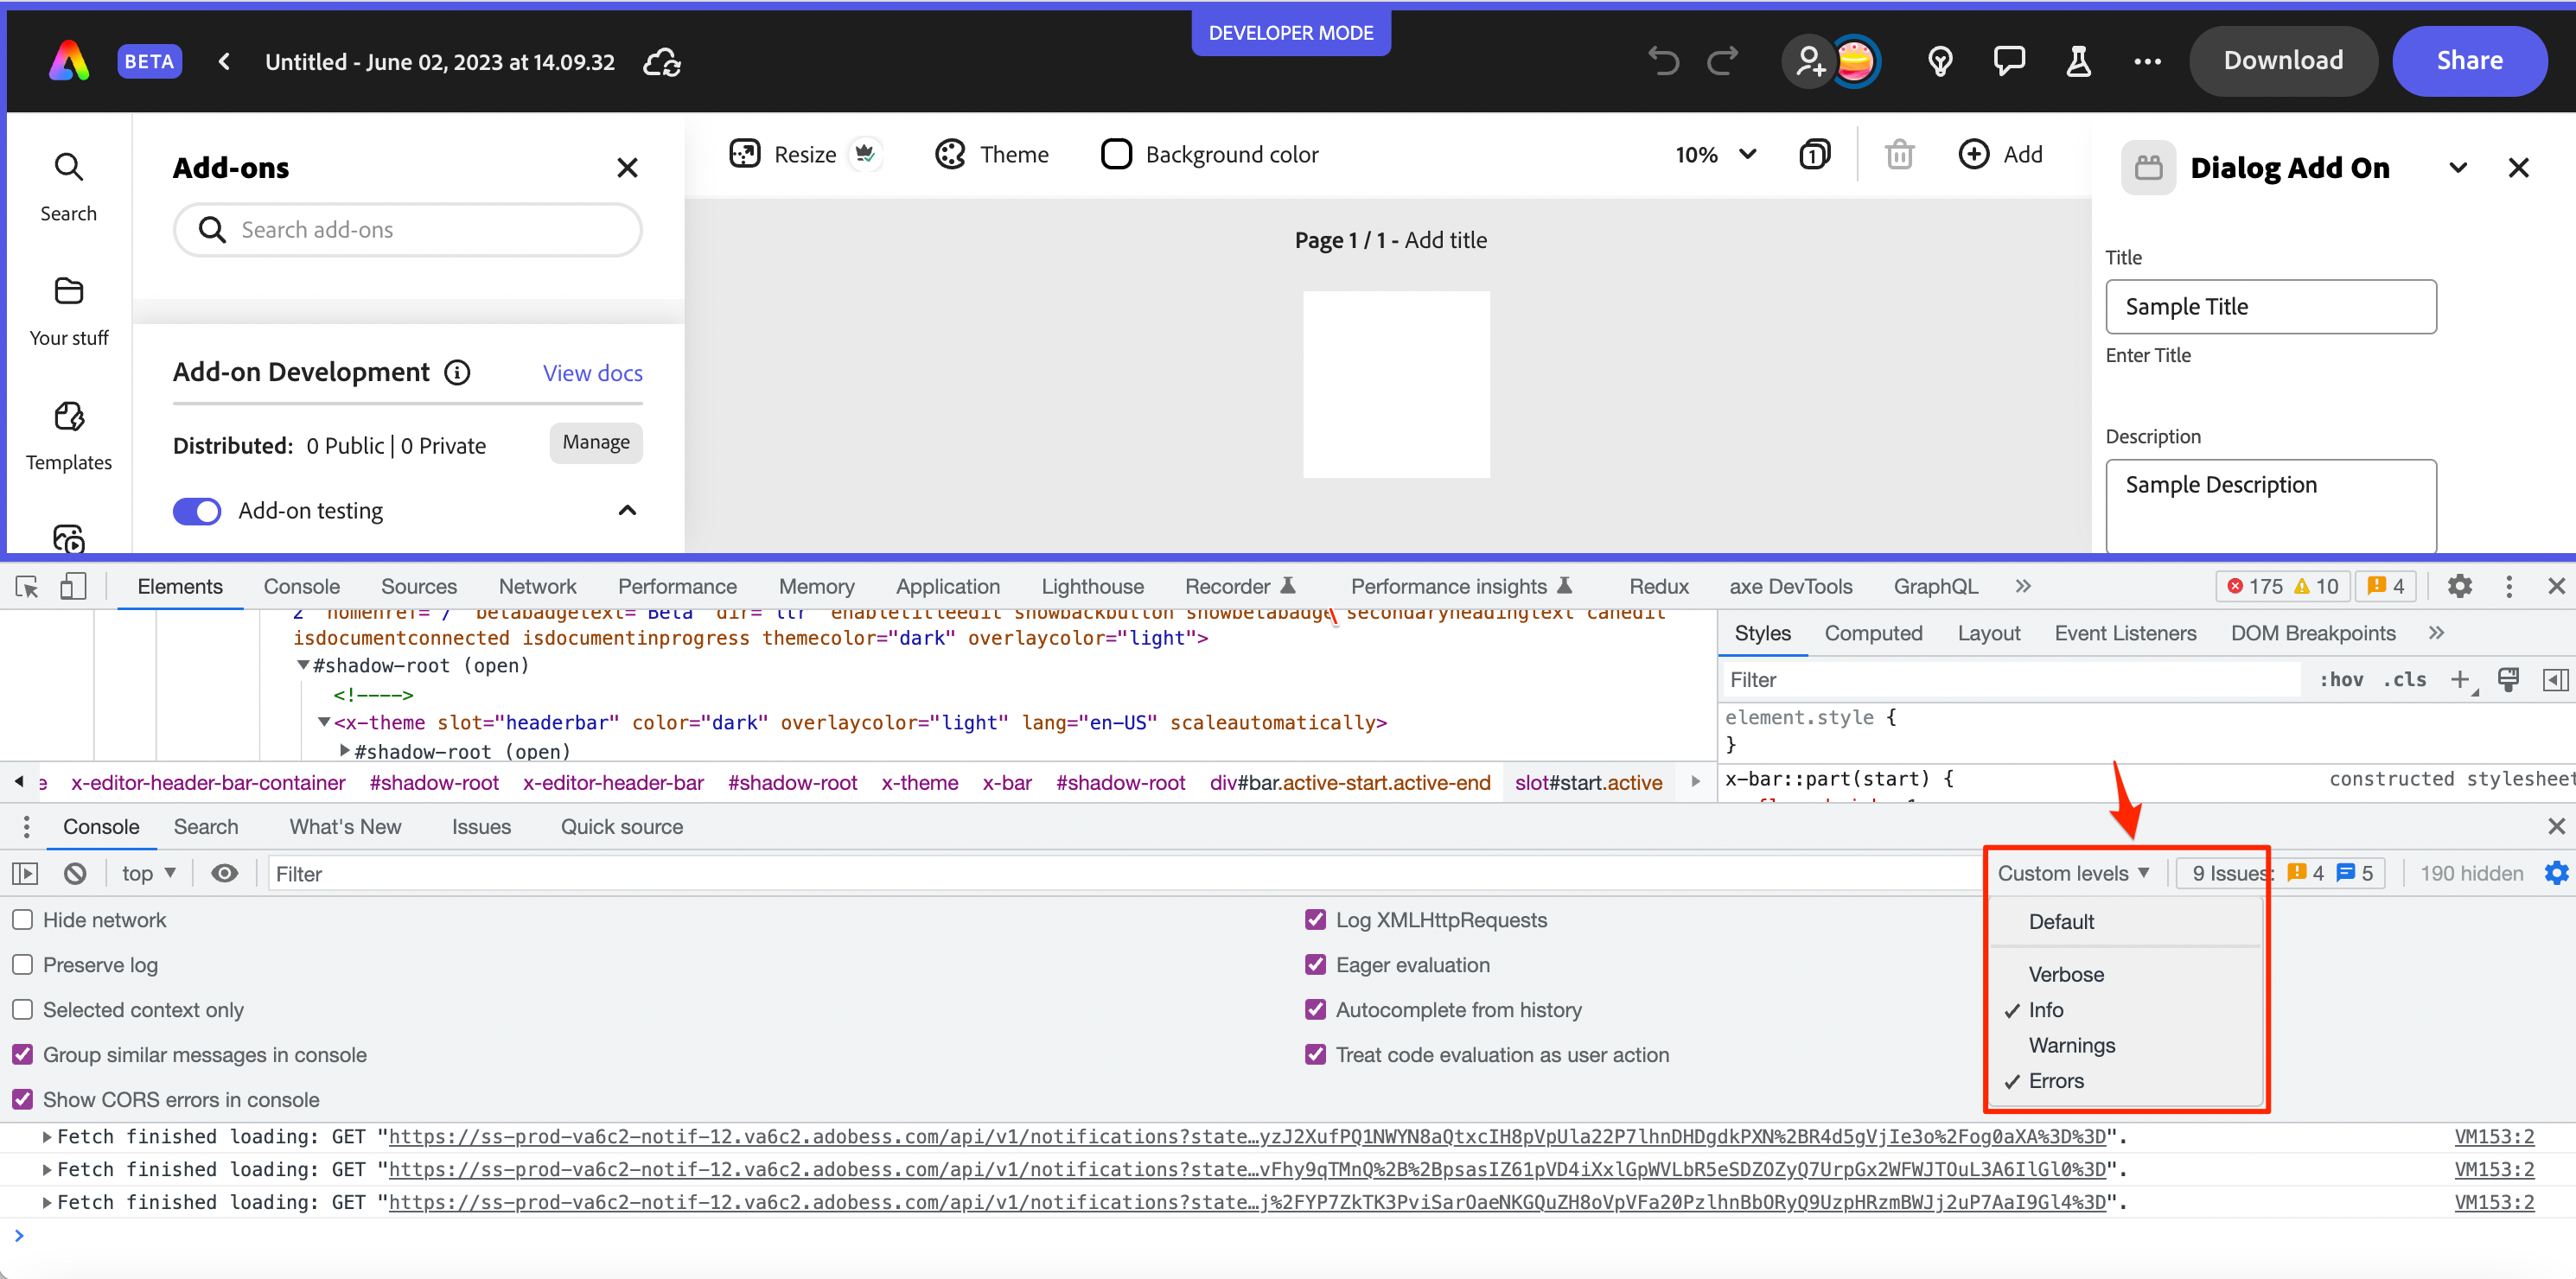 DEVELOPER MODE
BETA
Untitled - June 02, 2023 at 14.09.32
Download
Share
Search
Your stuff
Templates
Add-ons
Search add-ons
Add-on Development
View docs
Distributed: 0 Public | 0 Private
Manage
Add-on testing
Resize
Theme
Background color
10%
1
Add
Page 1 / 1 - Add title
Dialog Add On
Title
Sample Title
Enter Title
Description
Sample Description
Elements Console Sources Network Performance Memory Application Lighthouse Recorder Performance insights Redux axe DevTools GraphQL
175 10 4
2" homehref="/" betabadgetext="Beta" dir="ltr" enabletitleedit showbackbutton showbetabadge secondaryheadingtext canedit
isdocumentconnected isdocumentinprogress themecolor="dark" overlaycolor="light">
▼#shadow-root (open)
<!---->
▼<x-theme slot="headerbar" color="dark" overlaycolor="light" lang="en-US" scaleautomatically>
▶#shadow-root (open)
e x-editor-header-bar-container #shadow-root x-editor-header-bar #shadow-root x-theme x-bar #shadow-root div#bar.active-start.active-end slot#start.active
Styles Computed Layout Event Listeners DOM Breakpoints
Filter
:hov .cls
element.style {
}
x-bar::part(start) {
constructed stylesheet
Console Search What's New Issues Quick source
top ▼
Filter
Custom levels ▼
9 Issues: 4 5
190 hidden
Default
Verbose
✓ Info
Warnings
✓ Errors
Hide network
Preserve log
Selected context only
Group similar messages in console
Show CORS errors in console
Log XMLHttpRequests
Eager evaluation
Autocomplete from history
Treat code evaluation as user action
▶Fetch finished loading: GET "https://ss-prod-va6c2-notif-12.va6c2.adobess.com/api/v1/notifications?state…yzJ2XufPQ1NWYN8aQtxcIH8pVpUla22P7lhnDHDgdkPXN%2BR4d5gVjIe3o%2Fog0aXA%3D%3D". VM153:2
▶Fetch finished loading: GET "https://ss-prod-va6c2-notif-12.va6c2.adobess.com/api/v1/notifications?state…vFhy9qTMnQ%2B%2BpsasIZ61pVD4iXxlGpWVLbR5eSDZOZyQ7UrpGx2WFWJTOuL3A6IlGl0%3D". VM153:2
▶Fetch finished loading: GET "https://ss-prod-va6c2-notif-12.va6c2.adobess.com/api/v1/notifications?state…j%2FYP7ZkTK3PviSarOaeNKGQuZH8oVpVFa20PzlhnBbORyQ9UzpHRzmBWJj2uP7AaI9Gl4%3D". VM153:2